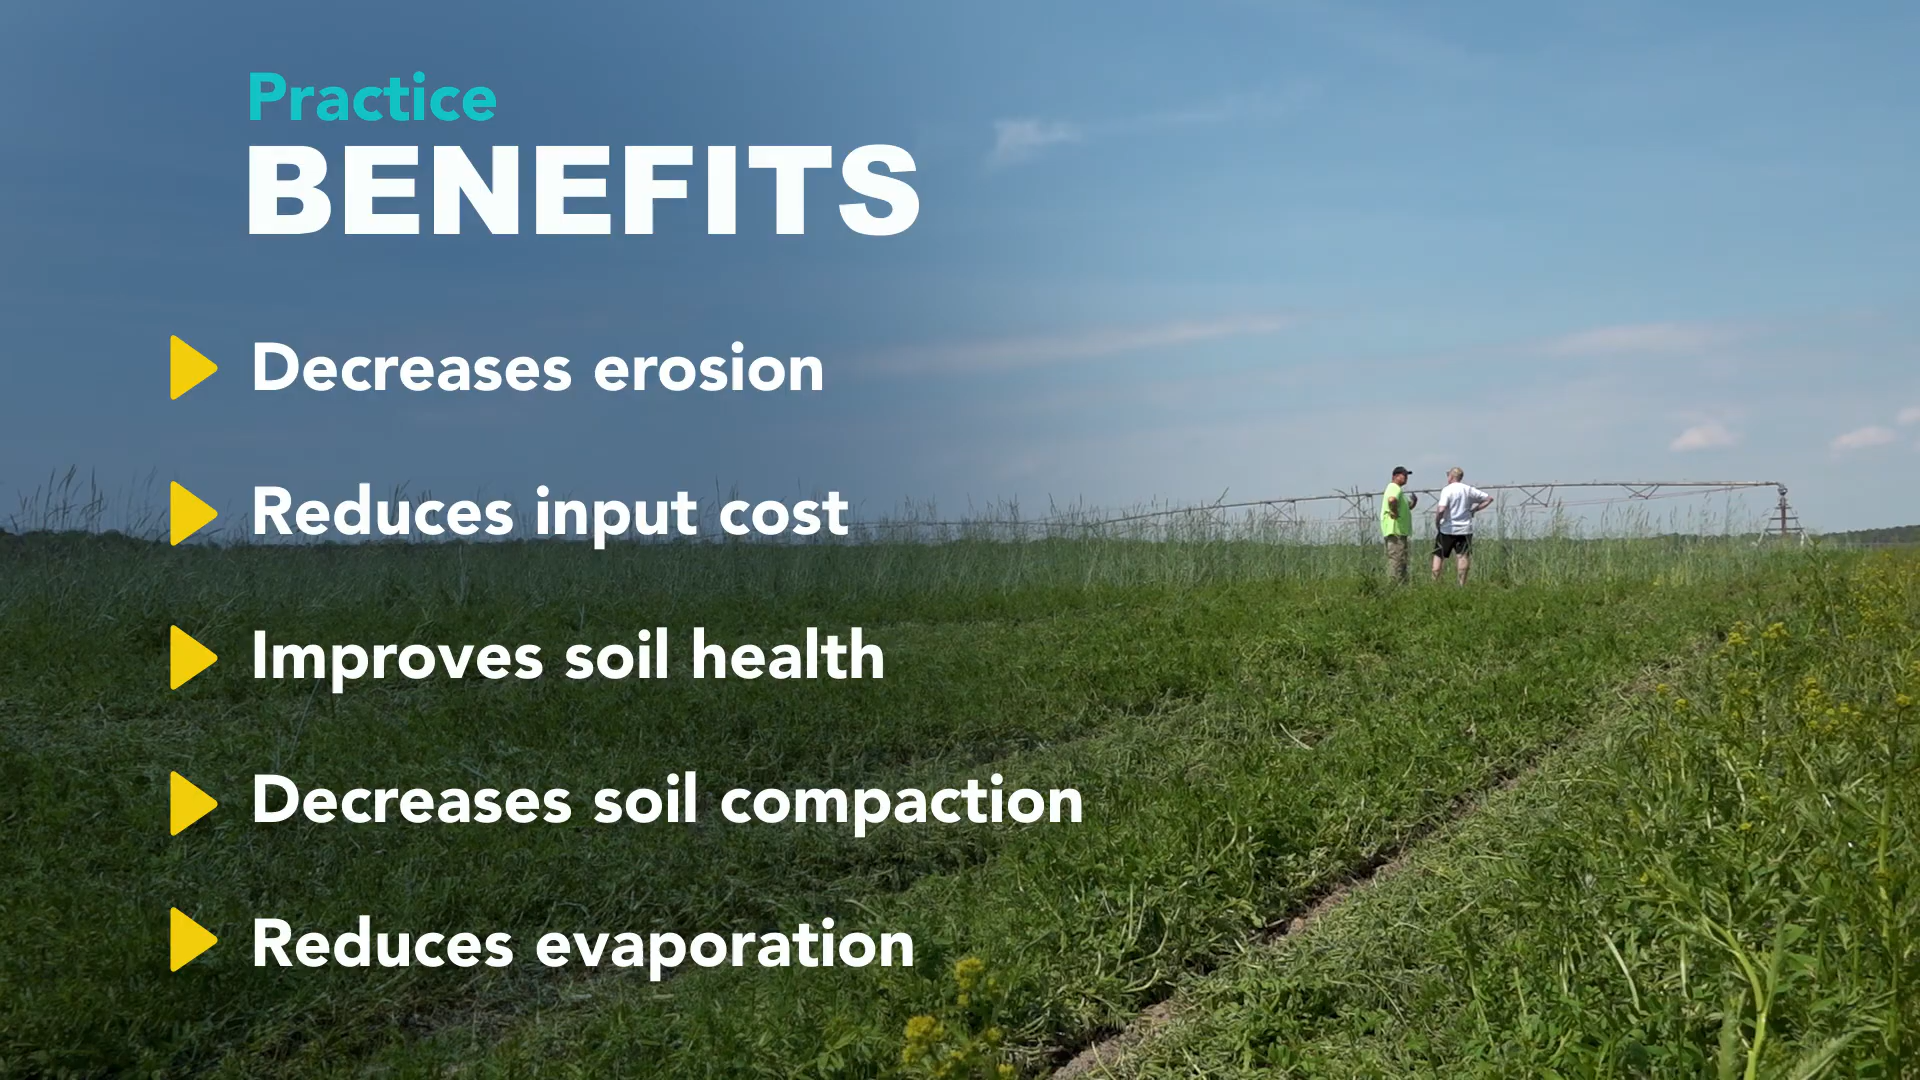 Practice
BENEFITS
Decreases erosion
Reduces input cost
Improves soil health
Decreases soil compaction
Reduces evaporation